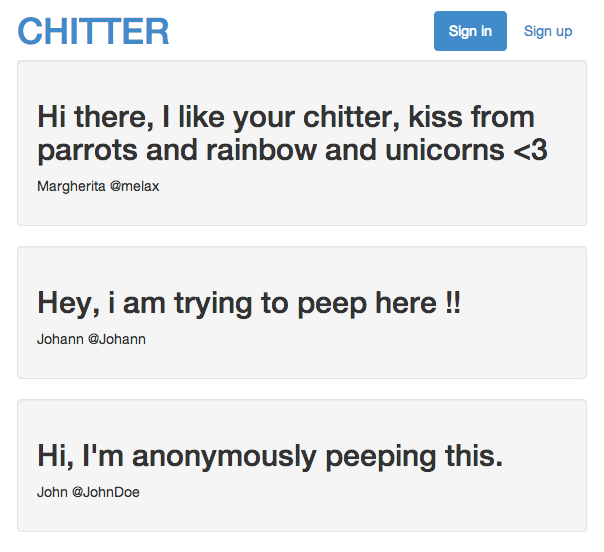 CHITTER
Sign in
Sign up
Hi there, I like your chitter, kiss from
parrots and rainbow and unicorns <3
Margherita @melax
Hey, i am trying to peep here !!
Johann @Johann
Hi, I'm anonymously peeping this.
John @JohnDoe